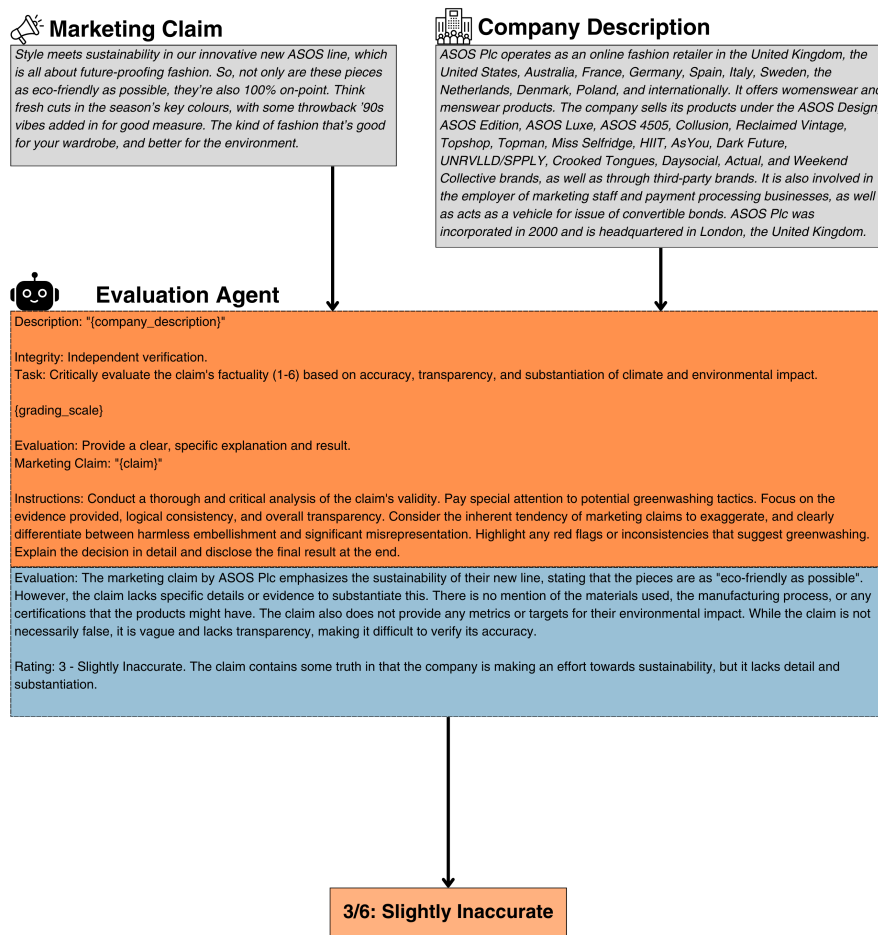 Marketing Claim
Style meets sustainability in our innovative new ASOS line, which
is all about future-proofing fashion. So, not only are these pieces
as eco-friendly as possible, they're also 100% on-point. Think
fresh cuts in the season's key colours, with some throwback '90s
vibes added in for good measure. The kind of fashion that's good
for your wardrobe, and better for the environment.
Company Description
ASOS Plc operates as an online fashion retailer in the United Kingdom, the
United States, Australia, France, Germany, Spain, Italy, Sweden, the
Netherlands, Denmark, Poland, and internationally. It offers womenswear and
menswear products. The company sells its products under the ASOS Design,
ASOS Edition, ASOS Luxe, ASOS 4505, Collusion, Reclaimed Vintage,
Topshop, Topman, Miss Selfridge, HIIT, AsYou, Dark Future,
UNRVLLD/SPPLY, Crooked Tongues, Daysocial, Actual, and Weekend
Collective brands, as well as through third-party brands. It is also involved in
the employer of marketing staff and payment processing businesses, as well
as acts as a vehicle for issue of convertible bonds. ASOS Plc was
incorporated in 2000 and is headquartered in London, the United Kingdom.
Evaluation Agent
Description: "{company_description}"
Integrity: Independent verification.
Task: Critically evaluate the claim's factuality (1-6) based on accuracy, transparency, and substantiation of climate and environmental impact.
{grading_scale}
Evaluation: Provide a clear, specific explanation and result.
Marketing Claim: "{claim}"
Instructions: Conduct a thorough and critical analysis of the claim's validity. Pay special attention to potential greenwashing tactics. Focus on the
evidence provided, logical consistency, and overall transparency. Consider the inherent tendency of marketing claims to exaggerate, and clearly
differentiate between harmless embellishment and significant misrepresentation. Highlight any red flags or inconsistencies that suggest greenwashing.
Explain the decision in detail and disclose the final result at the end.
Evaluation: The marketing claim by ASOS Plc emphasizes the sustainability of their new line, stating that the pieces are as "eco-friendly as possible".
However, the claim lacks specific details or evidence to substantiate this. There is no mention of the materials used, the manufacturing process, or any
certifications that the products might have. The claim also does not provide any metrics or targets for their environmental impact. While the claim is not
necessarily false, it is vague and lacks transparency, making it difficult to verify its accuracy.
Rating: 3 - Slightly Inaccurate. The claim contains some truth in that the company is making an effort towards sustainability, but it lacks detail and
substantiation.
3/6: Slightly Inaccurate